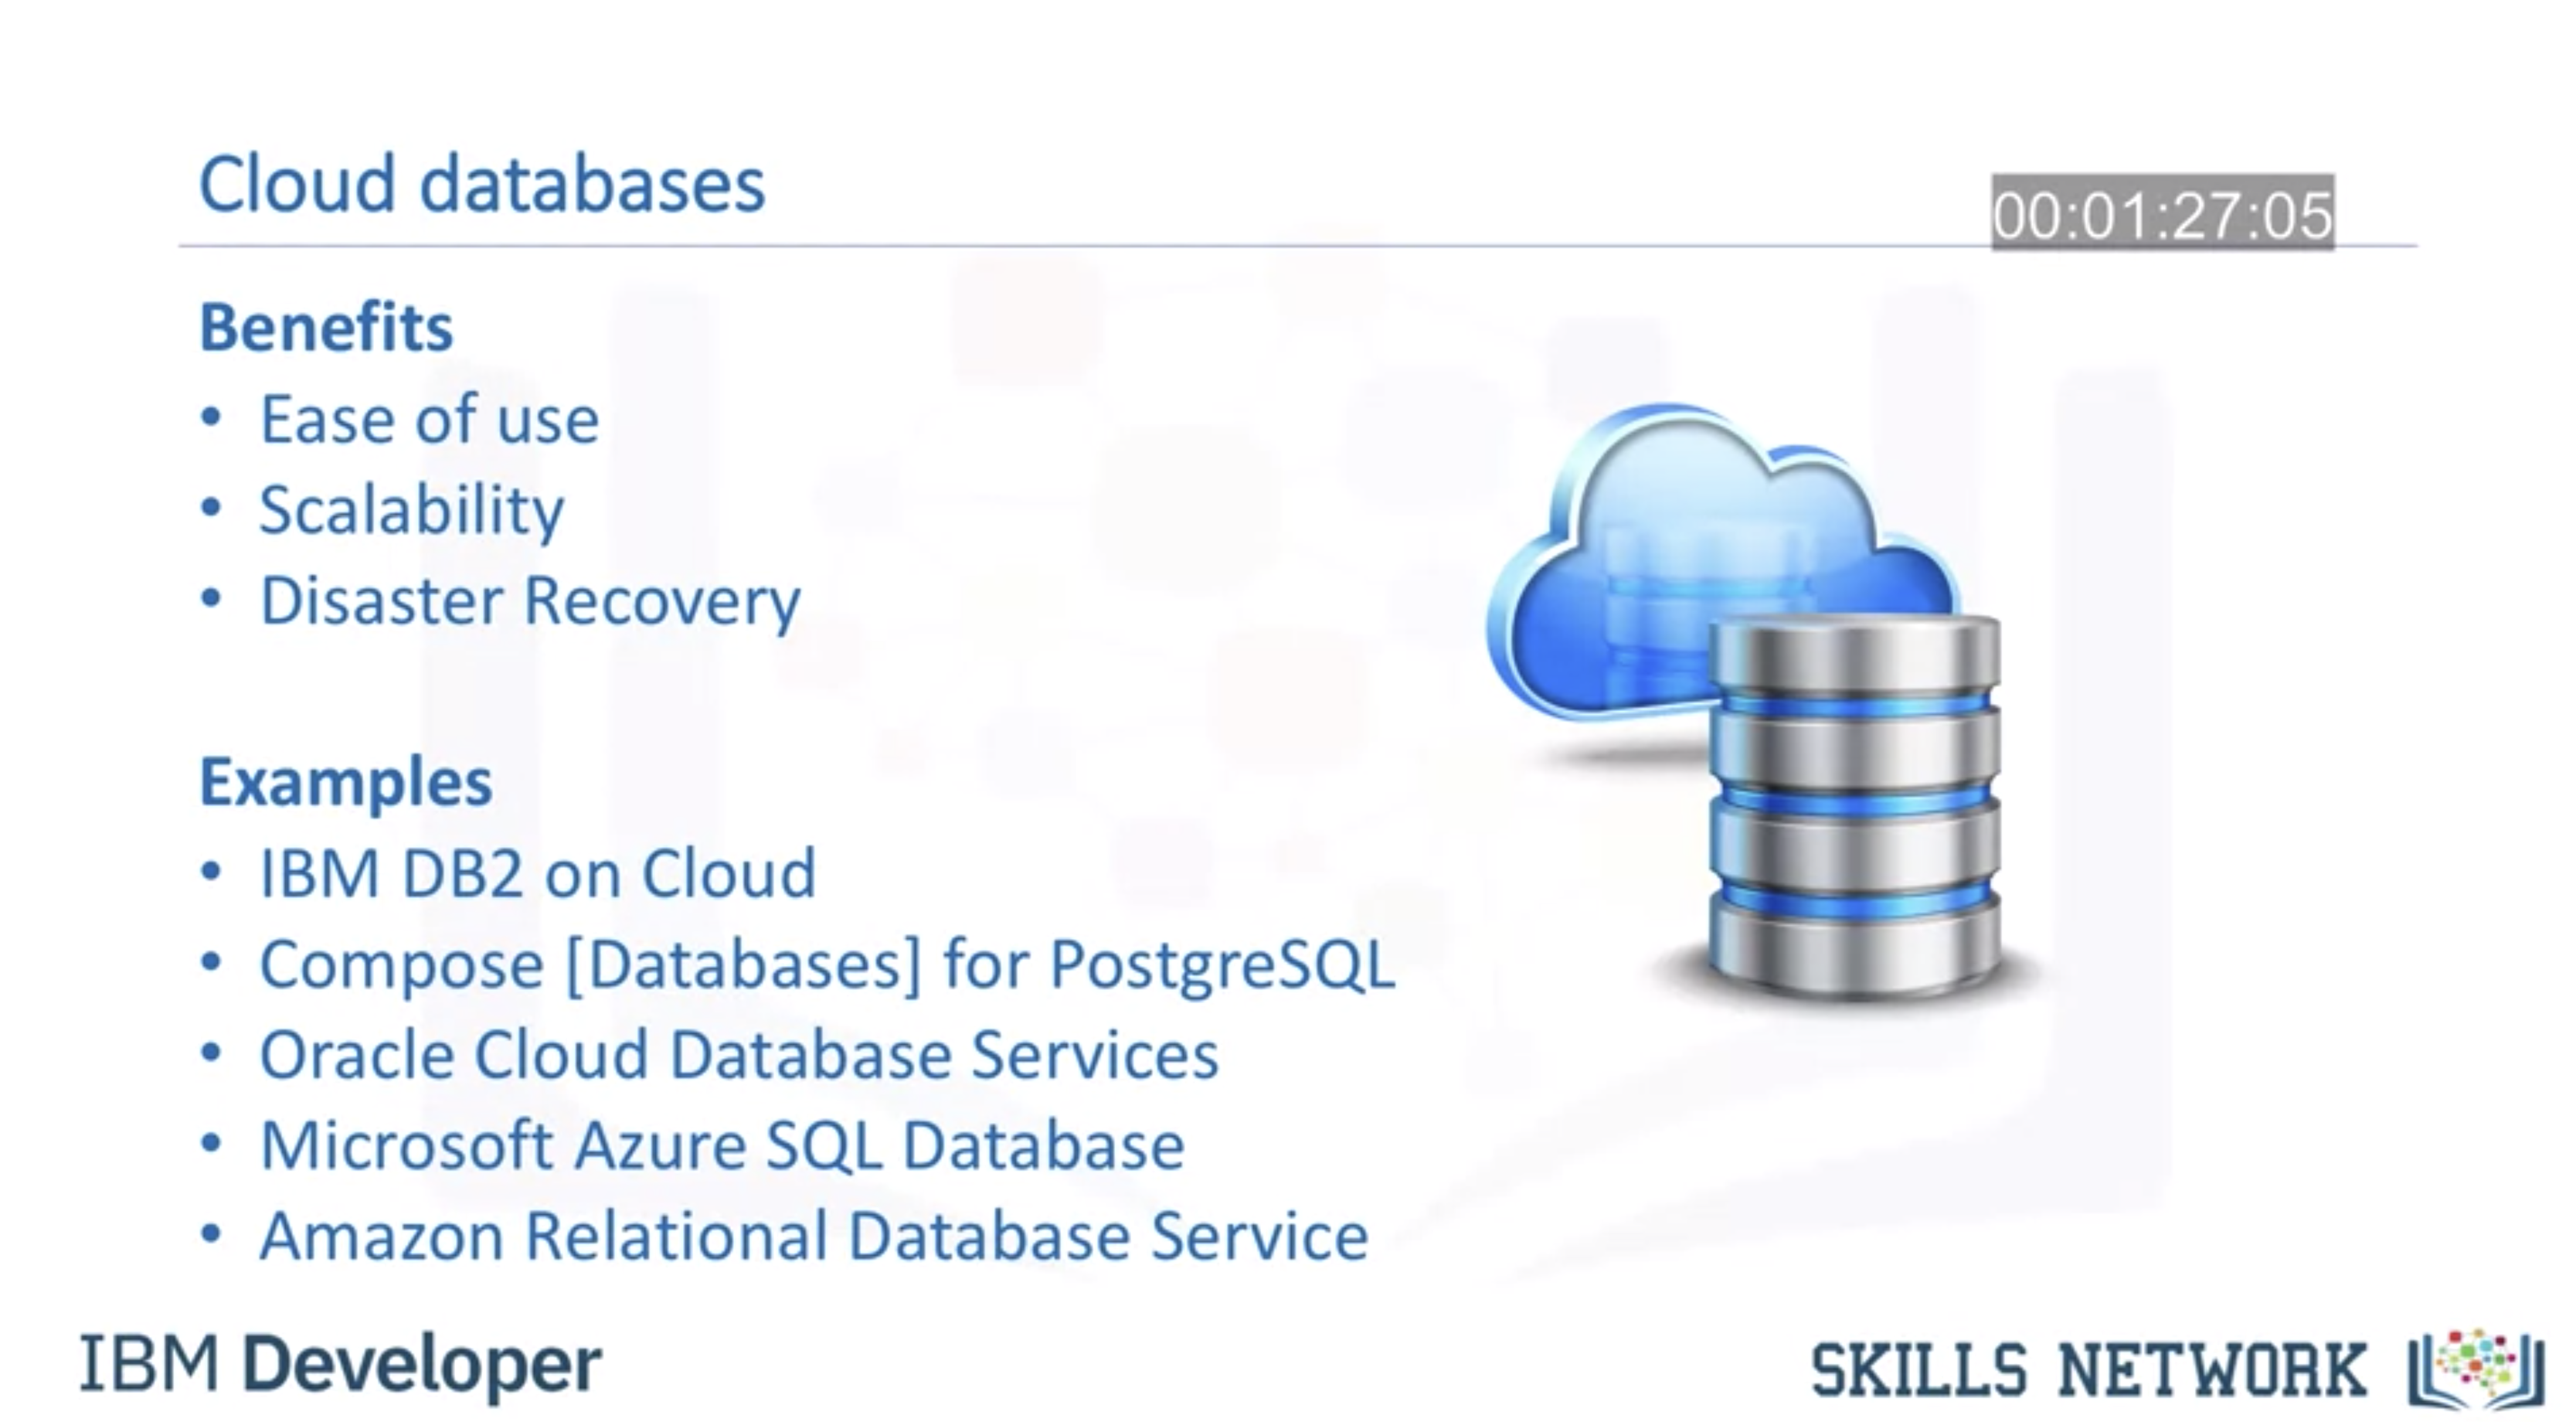 Cloud databases
00:01:27:05
Benefits
• Ease of use
• Scalability
• Disaster Recovery
Examples
• IBM DB2 on Cloud
• Compose [Databases] for PostgreSQL
• Oracle Cloud Database Services
• Microsoft Azure SQL Database
• Amazon Relational Database Service
IBM Developer
SKILLS NETWORK